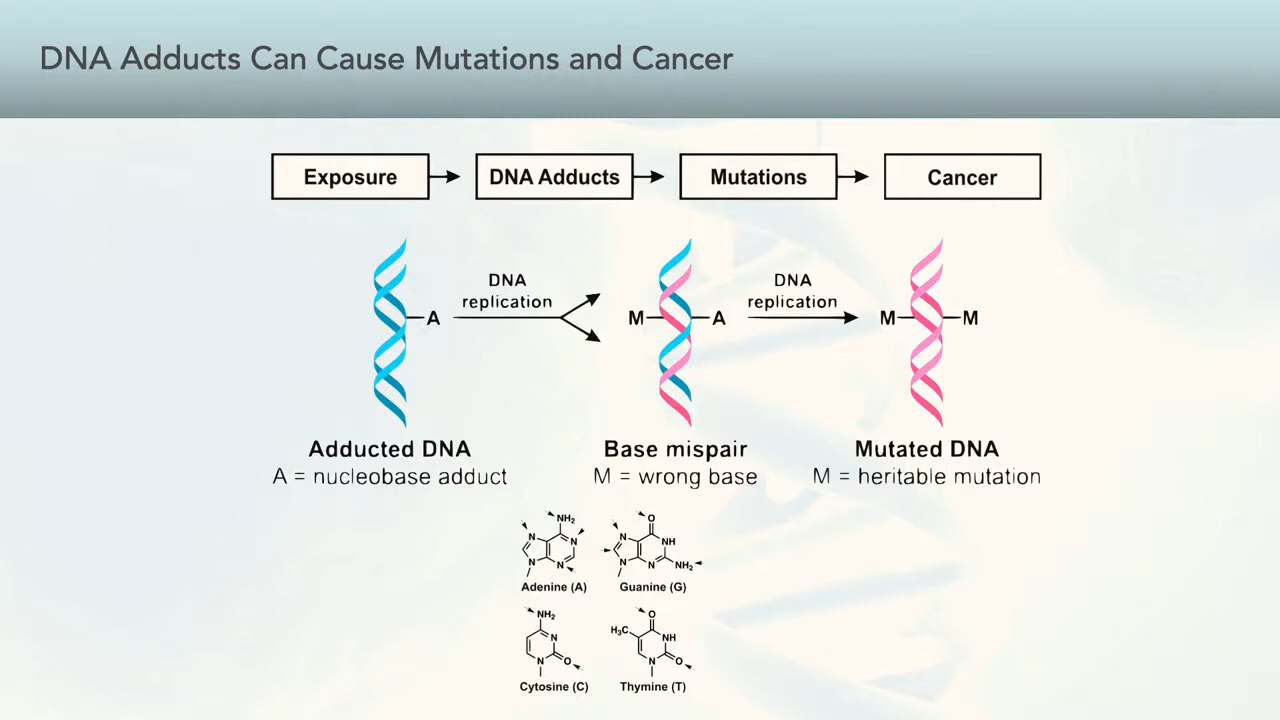 DNA Adducts Can Cause Mutations and Cancer
Exposure
DNA Adducts
Mutations
Cancer
DNA
replication
A
M
A
DNA
replication
M
M
Adducted DNA
A = nucleobase adduct
Base mispair
M = wrong base
Mutated DNA
M = heritable mutation
NH₂
N
N
N
N
Adenine (A)
O
N
NH
N
N
NH₂
Guanine (G)
NH₂
N
N
O
Cytosine (C)
O
H₃C
NH
N
O
Thymine (T)